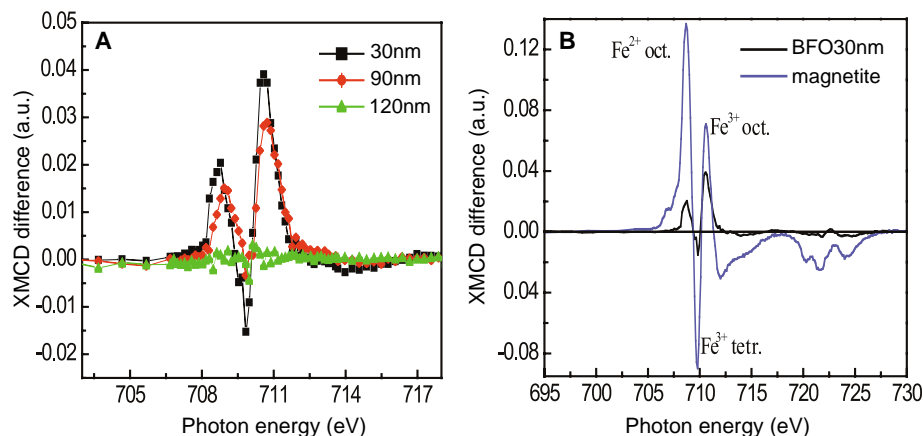 A
30nm
90nm
120nm
XMCD difference (a.u.)
0.05
0.04
0.03
0.02
0.01
0.00
-0.01
-0.02
705 708 711 714 717
Photon energy (eV)
B
BFO30nm
magnetite
Fe2+ oct.
Fe3+ oct.
Fe3+ tetr.
XMCD difference (a.u.)
0.12
0.08
0.04
0.00
0.04
-0.08
695 700 705 710 715 720 725 730
Photon energy (eV)